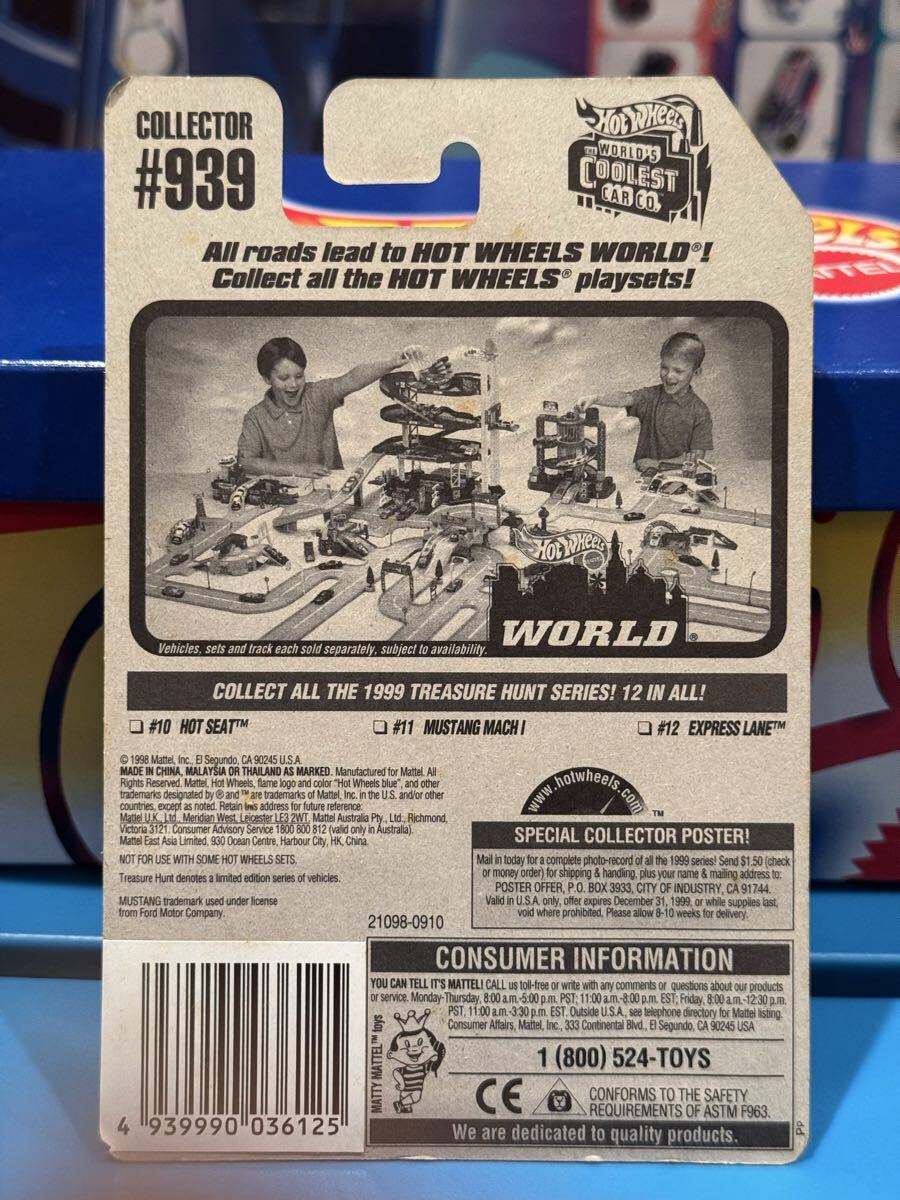 COLLECTOR
#939
HOT WHEELS
THE WORLD'S
COOLEST
CAR CO.™
All roads lead to HOT WHEELS WORLD®!
Collect all the HOT WHEELS® playsets!
HOT WHEELS
WORLD®
Vehicles, sets and track each sold separately, subject to availability.
COLLECT ALL THE 1999 TREASURE HUNT SERIES! 12 IN ALL!
#10 HOT SEAT™
#11 MUSTANG MACH I
#12 EXPRESS LANE™
© 1998 Mattel, Inc., El Segundo, CA 90245 U.S.A.
MADE IN CHINA, MALAYSIA OR THAILAND AS MARKED. Manufactured for Mattel. All
Rights Reserved. Mattel, Hot Wheels, flame logo and color "Hot Wheels blue", and other
trademarks designated by ® and ™ are trademarks of Mattel, Inc. in the U.S. and/or other
countries, except as noted. Retain this address for future reference:
Mattel U.K., Ltd., Meridian West, Leicester LE3 2WT. Mattel Australia Pty., Ltd., Richmond,
Victoria 3121. Consumer Advisory Service 1800 800 812 (valid only in Australia).
Mattel East Asia Limited, 930 Ocean Centre, Harbour City, HK, China.
NOT FOR USE WITH SOME HOT WHEELS SETS.
Treasure Hunt denotes a limited edition series of vehicles.
MUSTANG trademark used under license
from Ford Motor Company.
21098-0910
www.hotwheels.com
™
SPECIAL COLLECTOR POSTER!
Mail in today for a complete photo-record of all the 1999 series! Send $1.50 (check
or money order) for shipping & handling, plus your name & mailing address to:
POSTER OFFER, P.O. BOX 3933, CITY OF INDUSTRY, CA 91744.
Valid in U.S.A. only, offer expires December 31, 1999, or while supplies last,
void where prohibited. Please allow 8-10 weeks for delivery.
CONSUMER INFORMATION
YOU CAN TELL IT'S MATTEL! CALL us toll-free or write with any comments or questions about our products
or service. Monday-Thursday, 8:00 a.m.-5:00 p.m. PST; 11:00 a.m.-8:00 p.m. EST; Friday, 8:00 a.m.-12:30 p.m.
PST, 11:00 a.m.-3:30 p.m. EST. Outside U.S.A., see telephone directory for Mattel listing.
Consumer Affairs, Mattel, Inc., 333 Continental Blvd., El Segundo, CA 90245 USA
MATTY MATTEL™ toys
1 (800) 524-TOYS
CE
CONFORMS TO THE SAFETY
REQUIREMENTS OF ASTM F963.
We are dedicated to quality products.
Pp
4 939990 036125